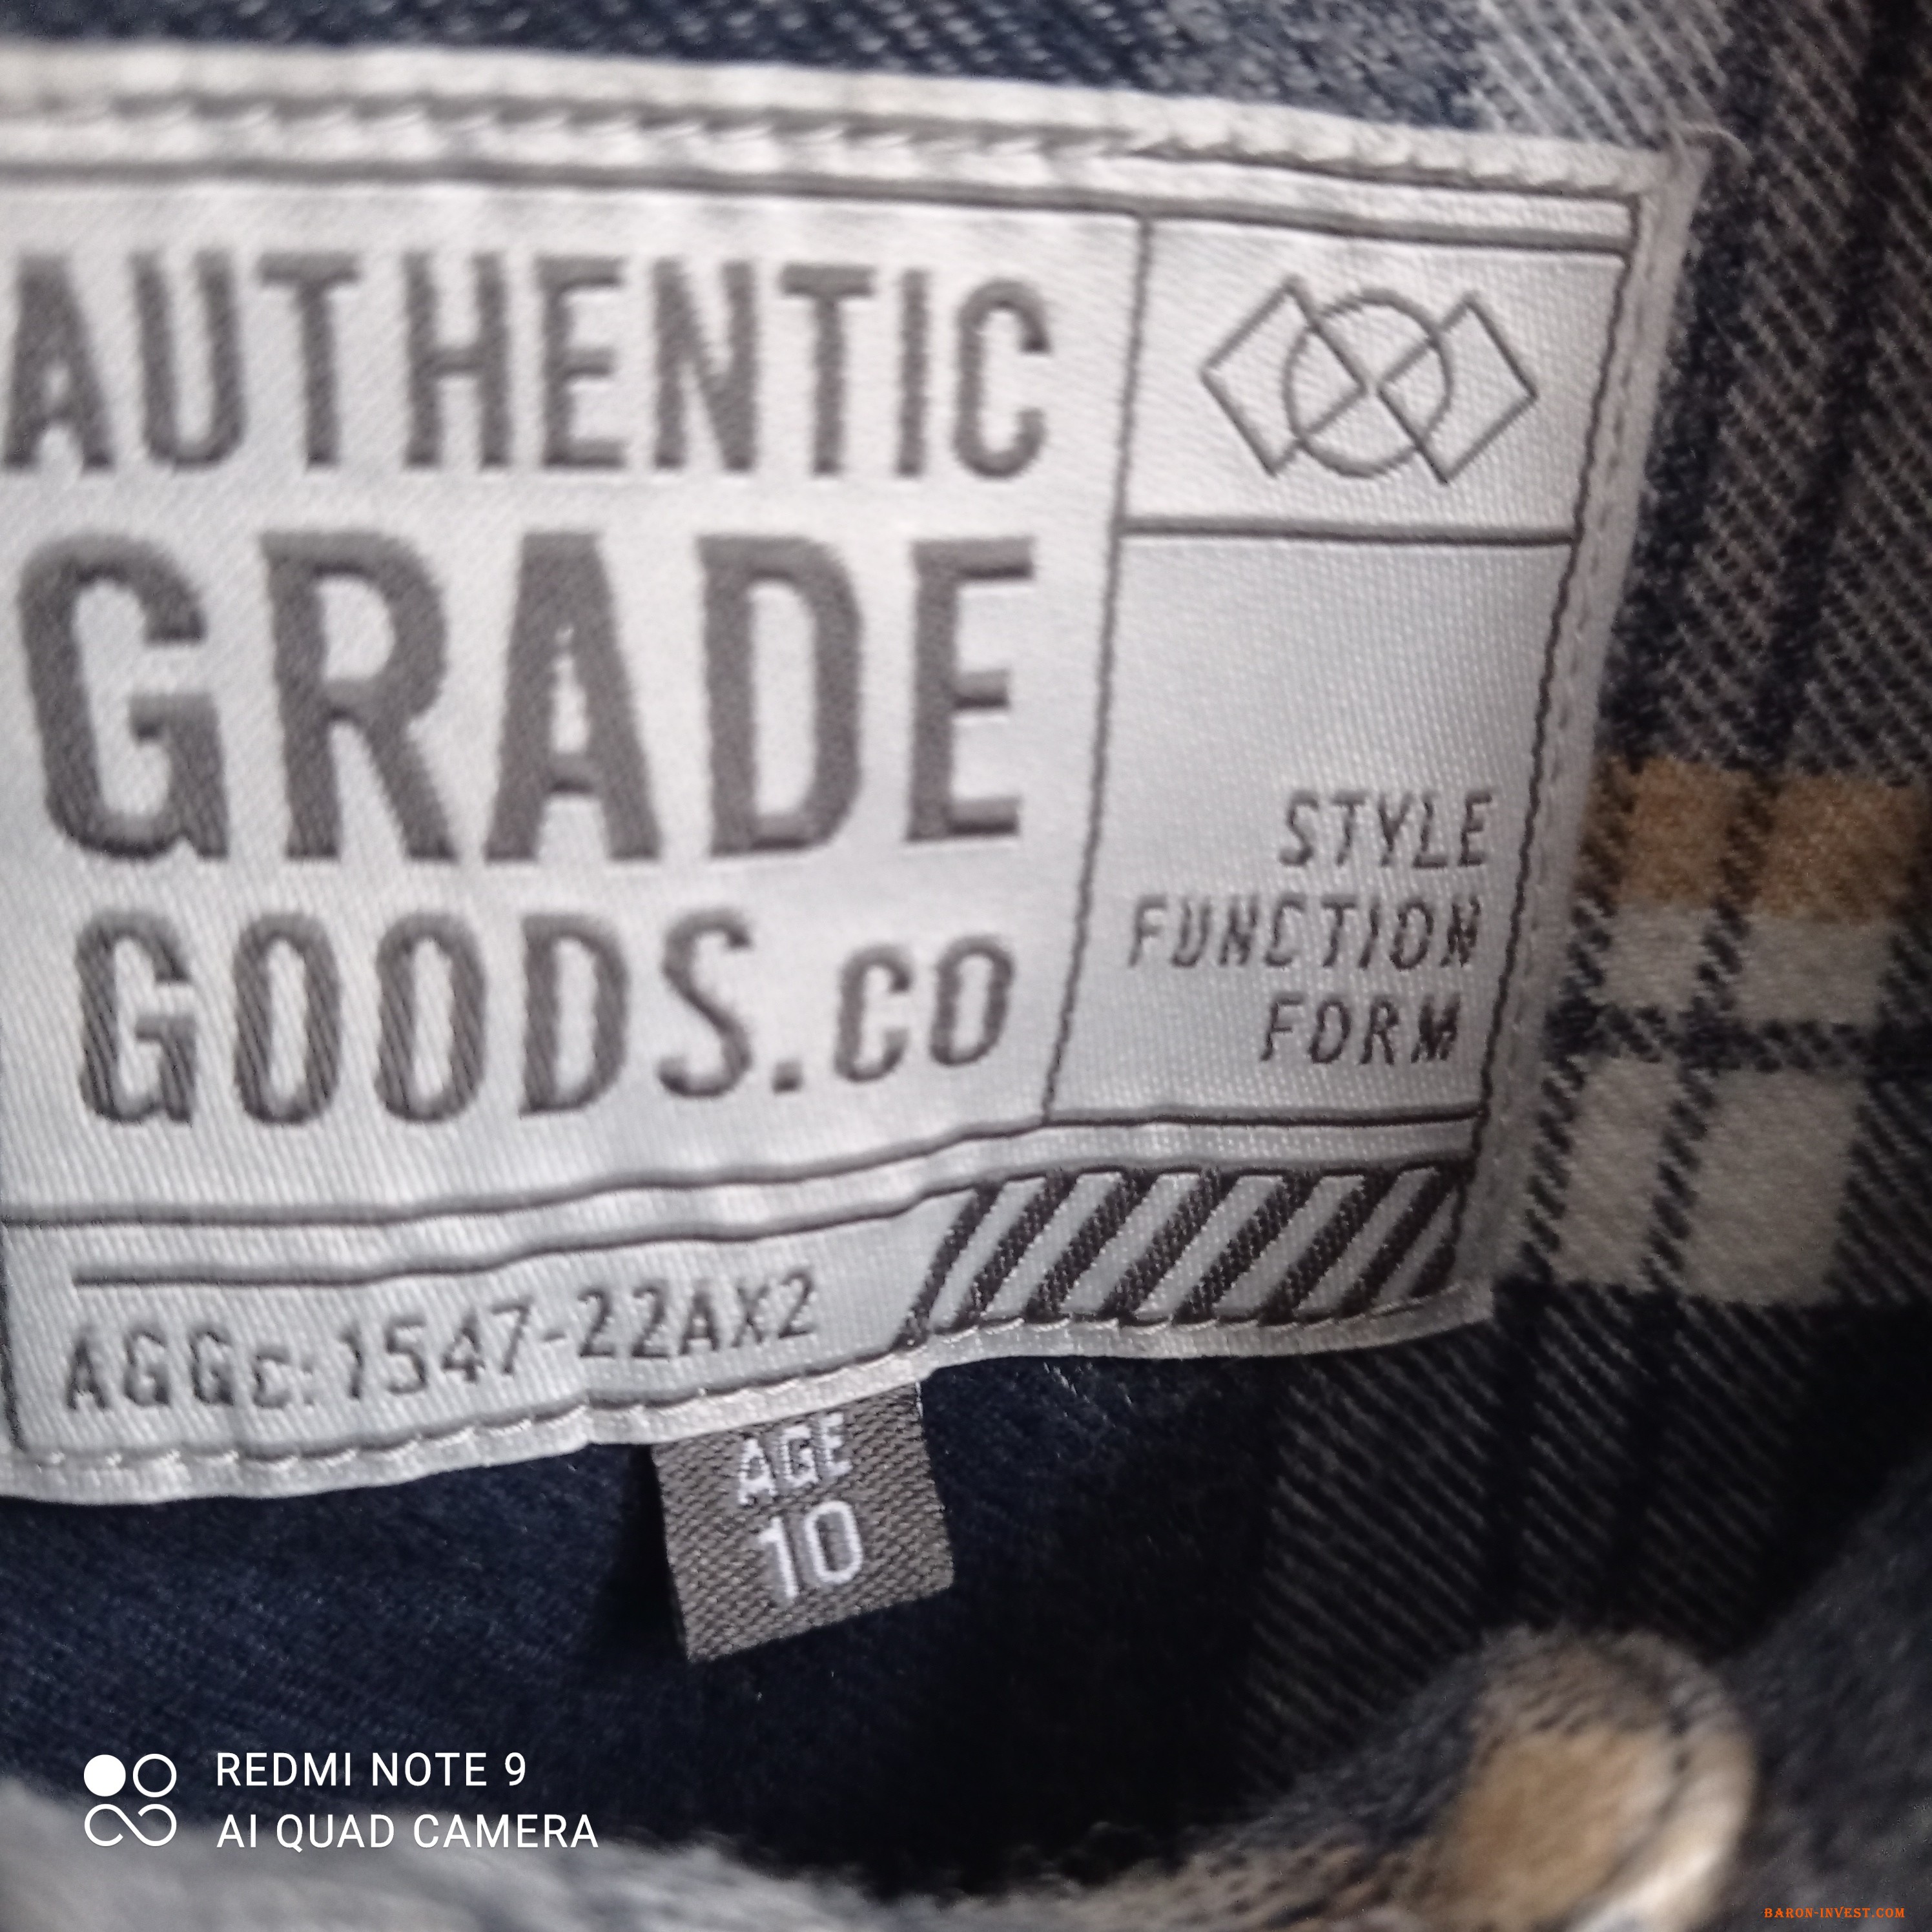 AUTHENTIC
GRADE
GOODS.CO
STYLE
FUNCTION
FORM
AGGc:1547-22AX2
AGE
10
REDMI NOTE 9
AI QUAD CAMERA
BARON-INVEST.COM